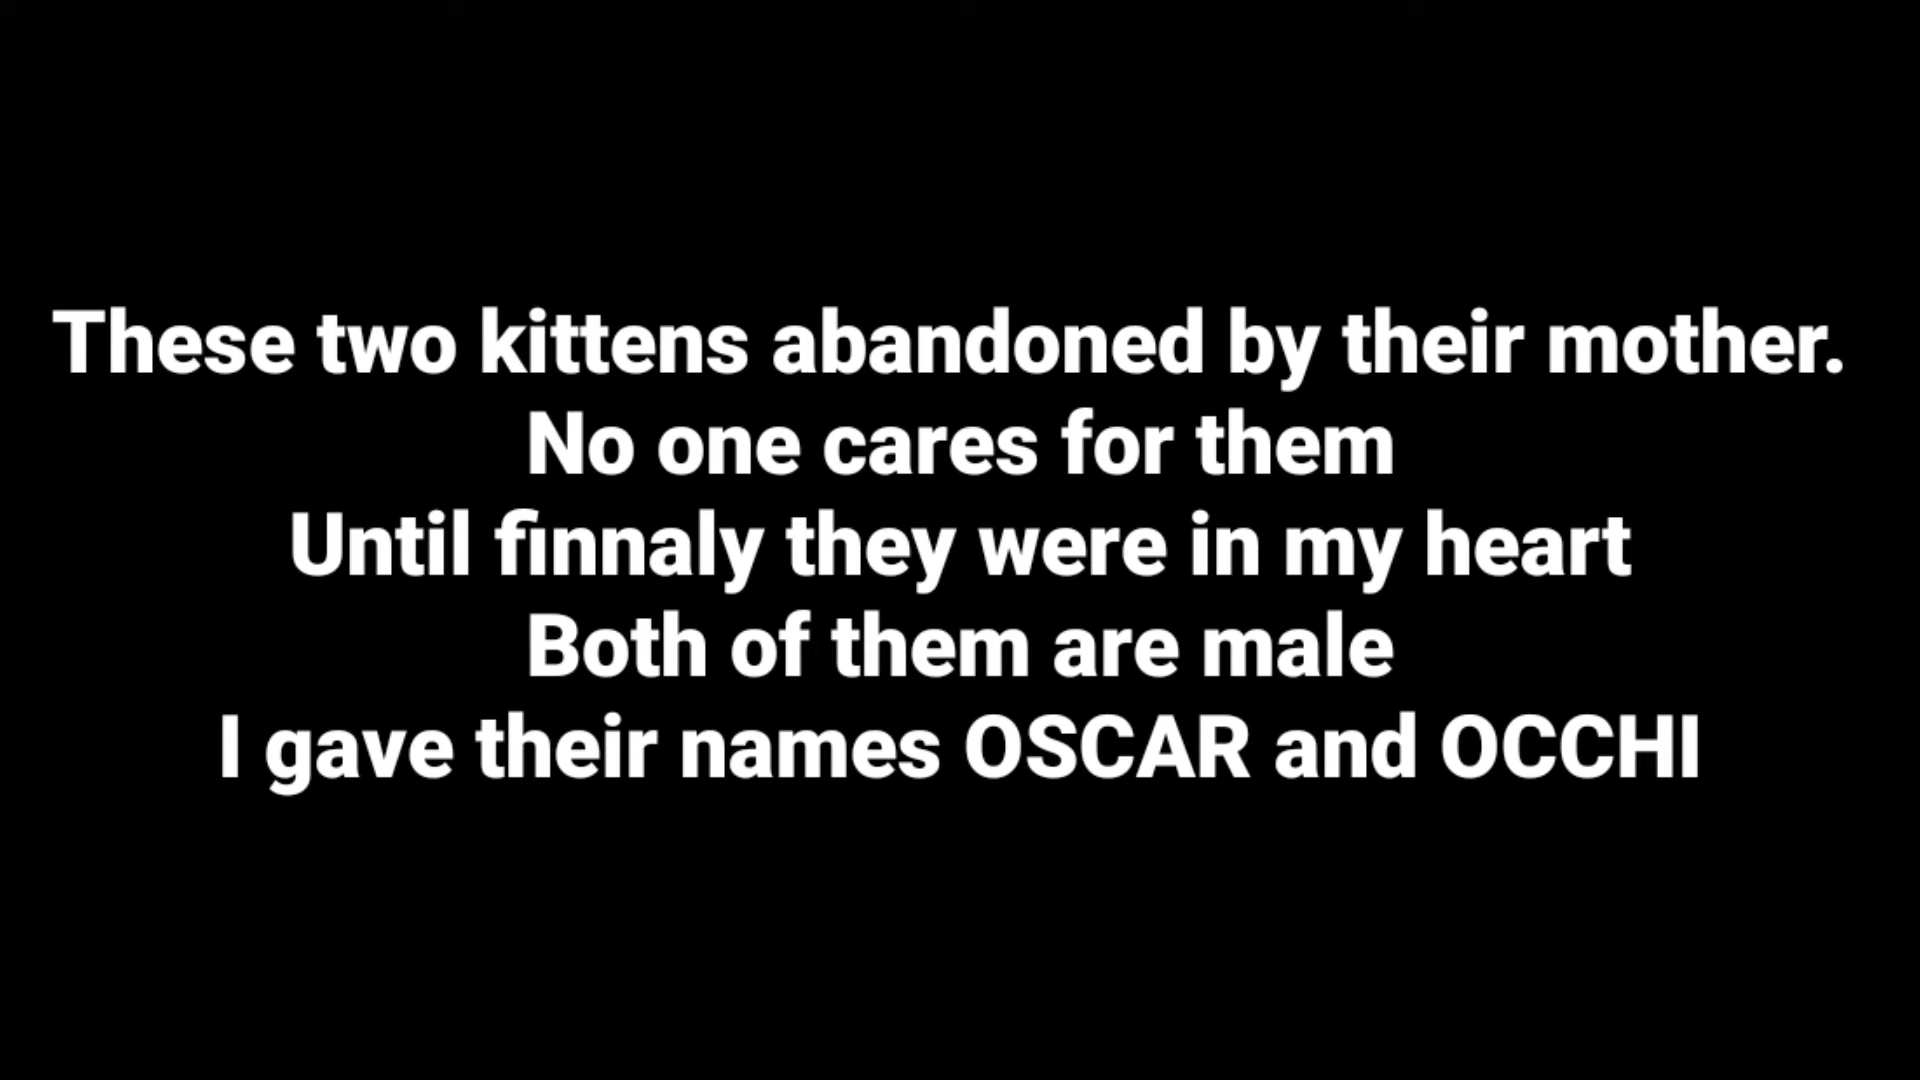 These two kittens abandoned by their mother.
No one cares for them
Until finnaly they were in my heart
Both of them are male
I gave their names OSCAR and OCCHI